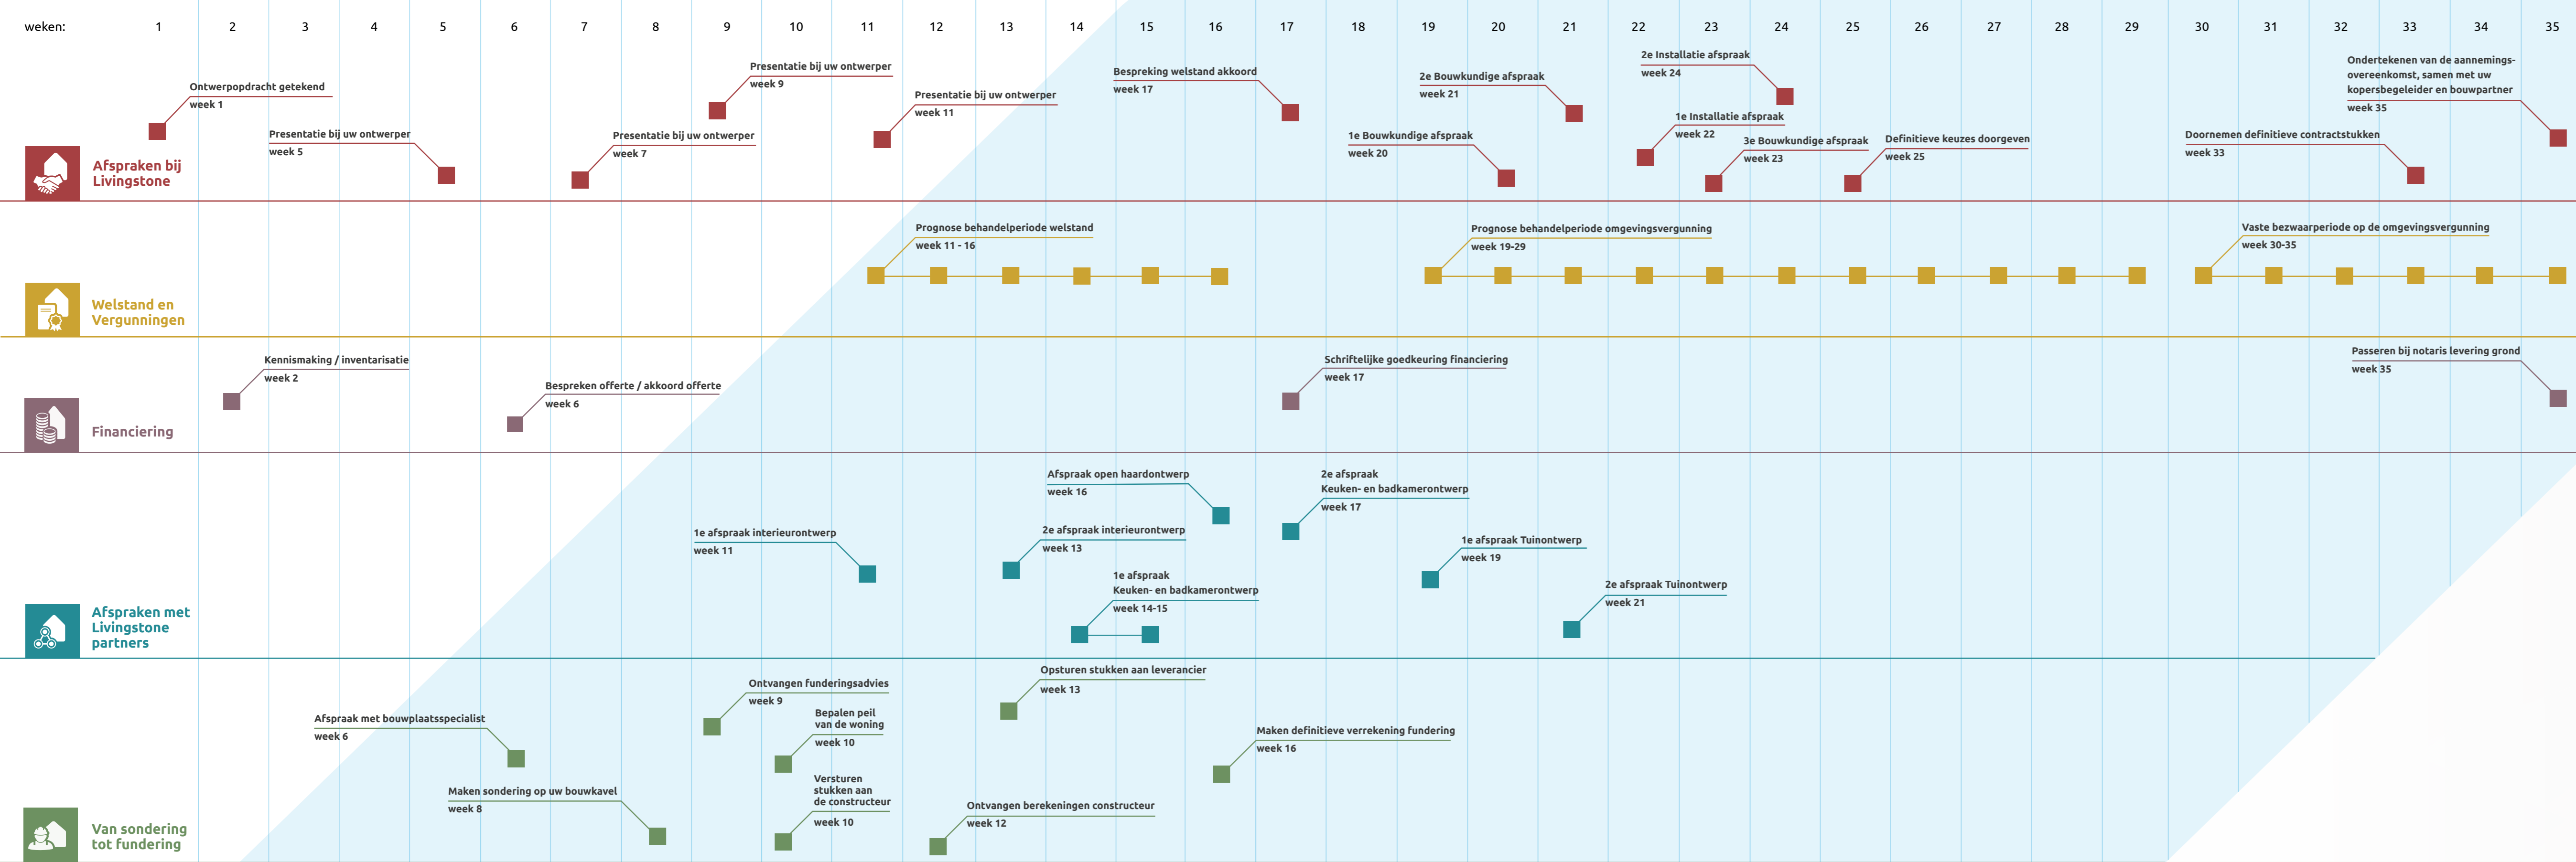 weken: 1 2 3 4 5 6 7 8 9 10 11 12 13 14 15 16 17 18 19 20 21 22 23 24 25 26 27 28 29 30 31 32 33 34 35
Afspraken bij
Livingstone
Ontwerpopdracht getekend
week 1
Presentatie bij uw ontwerper
week 5
Presentatie bij uw ontwerper
week 7
Presentatie bij uw ontwerper
week 9
Presentatie bij uw ontwerper
week 11
Bespreking welstand akkoord
week 17
1e Bouwkundige afspraak
week 20
2e Bouwkundige afspraak
week 21
2e Installatie afspraak
week 24
1e Installatie afspraak
week 22
3e Bouwkundige afspraak
week 23
Definitieve keuzes doorgeven
week 25
Doornemen definitieve contractstukken
week 33
Ondertekenen van de aannemings-
overeenkomst, samen met uw
kopersbegeleider en bouwpartner
week 35
Welstand en
Vergunningen
Prognose behandelperiode welstand
week 11 - 16
Prognose behandelperiode omgevingsvergunning
week 19-29
Vaste bezwaarperiode op de omgevingsvergunning
week 30-35
Financiering
Kennismaking / inventarisatie
week 2
Bespreken offerte / akkoord offerte
week 6
Schriftelijke goedkeuring financiering
week 17
Passeren bij notaris levering grond
week 35
Afspraken met
Livingstone
partners
1e afspraak interieurontwerp
week 11
Afspraak open haardontwerp
week 16
2e afspraak interieurontwerp
week 13
1e afspraak
Keuken- en badkamerontwerp
week 14-15
2e afspraak
Keuken- en badkamerontwerp
week 17
1e afspraak Tuinontwerp
week 19
2e afspraak Tuinontwerp
week 21
Van sondering
tot fundering
Afspraak met bouwplaatsspecialist
week 6
Maken sondering op uw bouwkavel
week 8
Ontvangen funderingsadvies
week 9
Bepalen peil
van de woning
week 10
Versturen
stukken aan
de constructeur
week 10
Ontvangen berekeningen constructeur
week 12
Opsturen stukken aan leverancier
week 13
Maken definitieve verrekening fundering
week 16